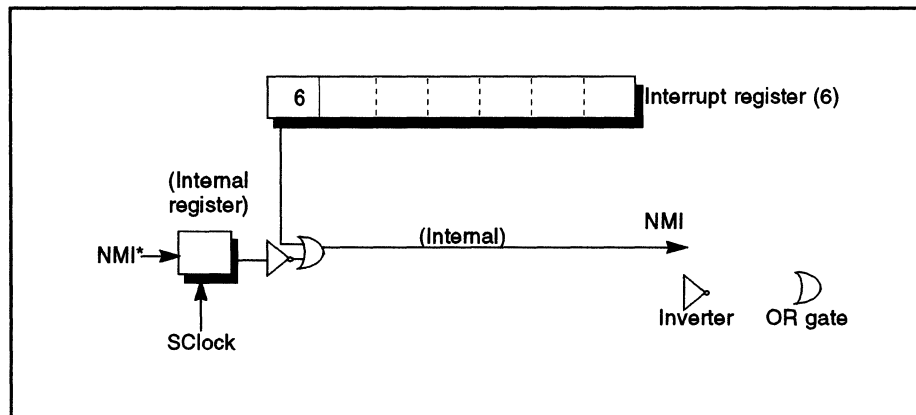 6
Interrupt register (6)
(Internal
register)
NMI*
(Internal)
NMI
SClock
Inverter
OR gate